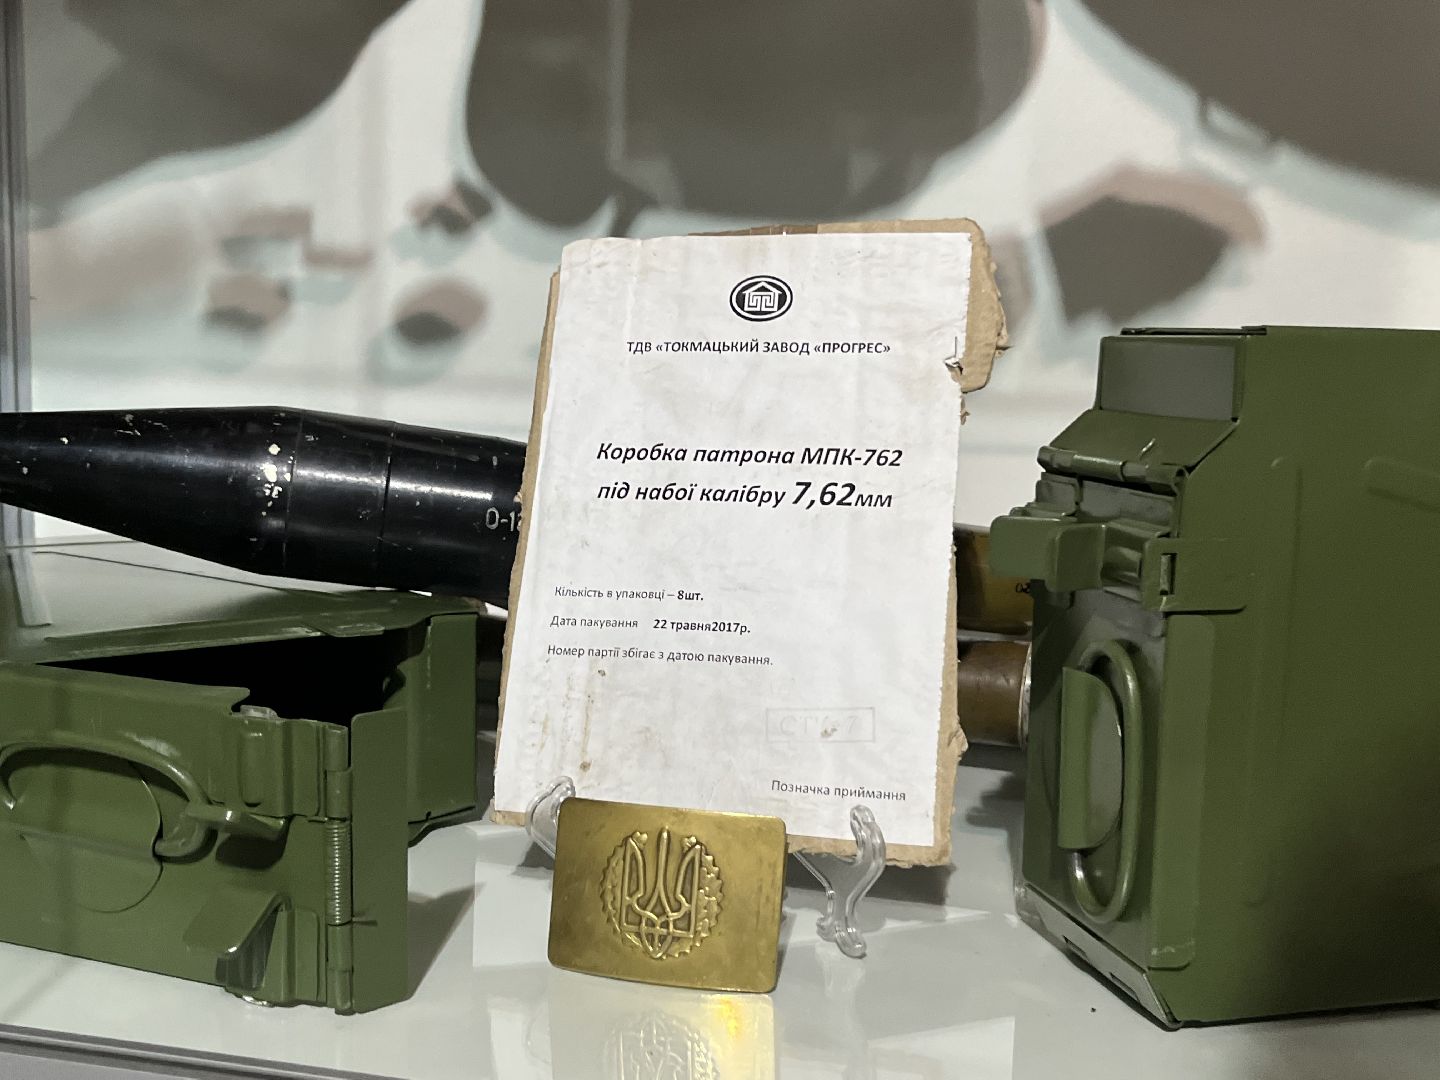 ТДВ «ТОКМАЦЬКИЙ ЗАВОД «ПРОГРЕС»
Коробка патрона МПК-762
під набої калібру 7,62мм
Кількість в упаковці – 8шт.
Дата пакування 22 травня2017р.
Номер партії збігає з датою пакування.
Позначка приймання